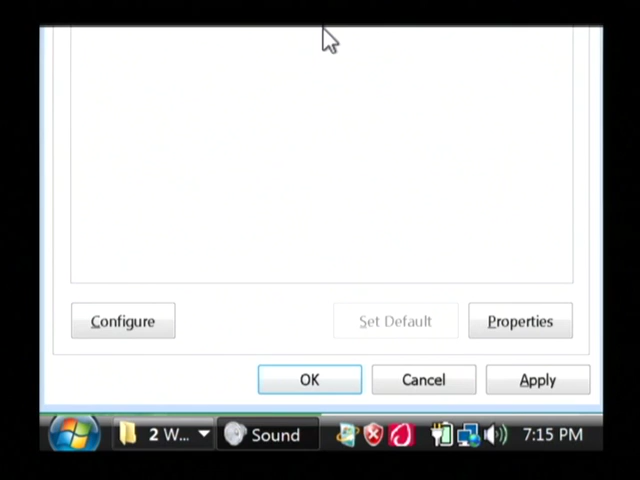 Configure
Set Default
Properties
OK
Cancel
Apply
2 W...
Sound
7:15 PM